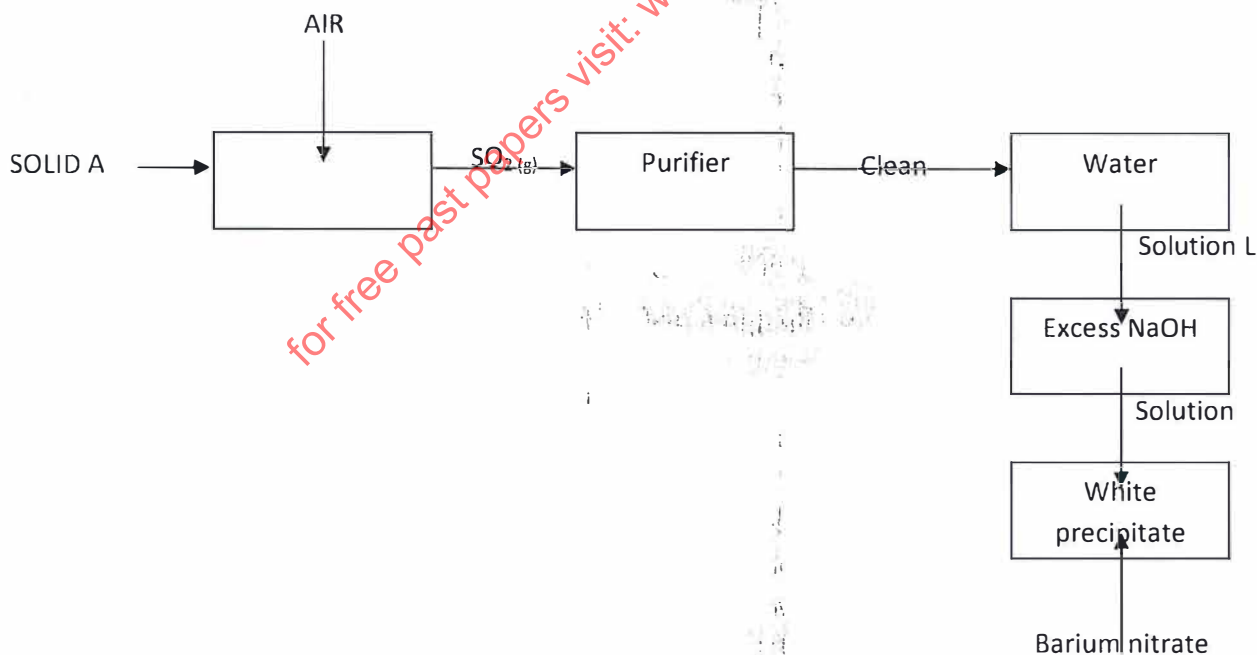 AIR
SOLID A
SO₂ (g)
Purifier
Clean
Water
Solution L
Excess NaOH
Solution
White
precipitate
Barium nitrate
for free past papers visit: w